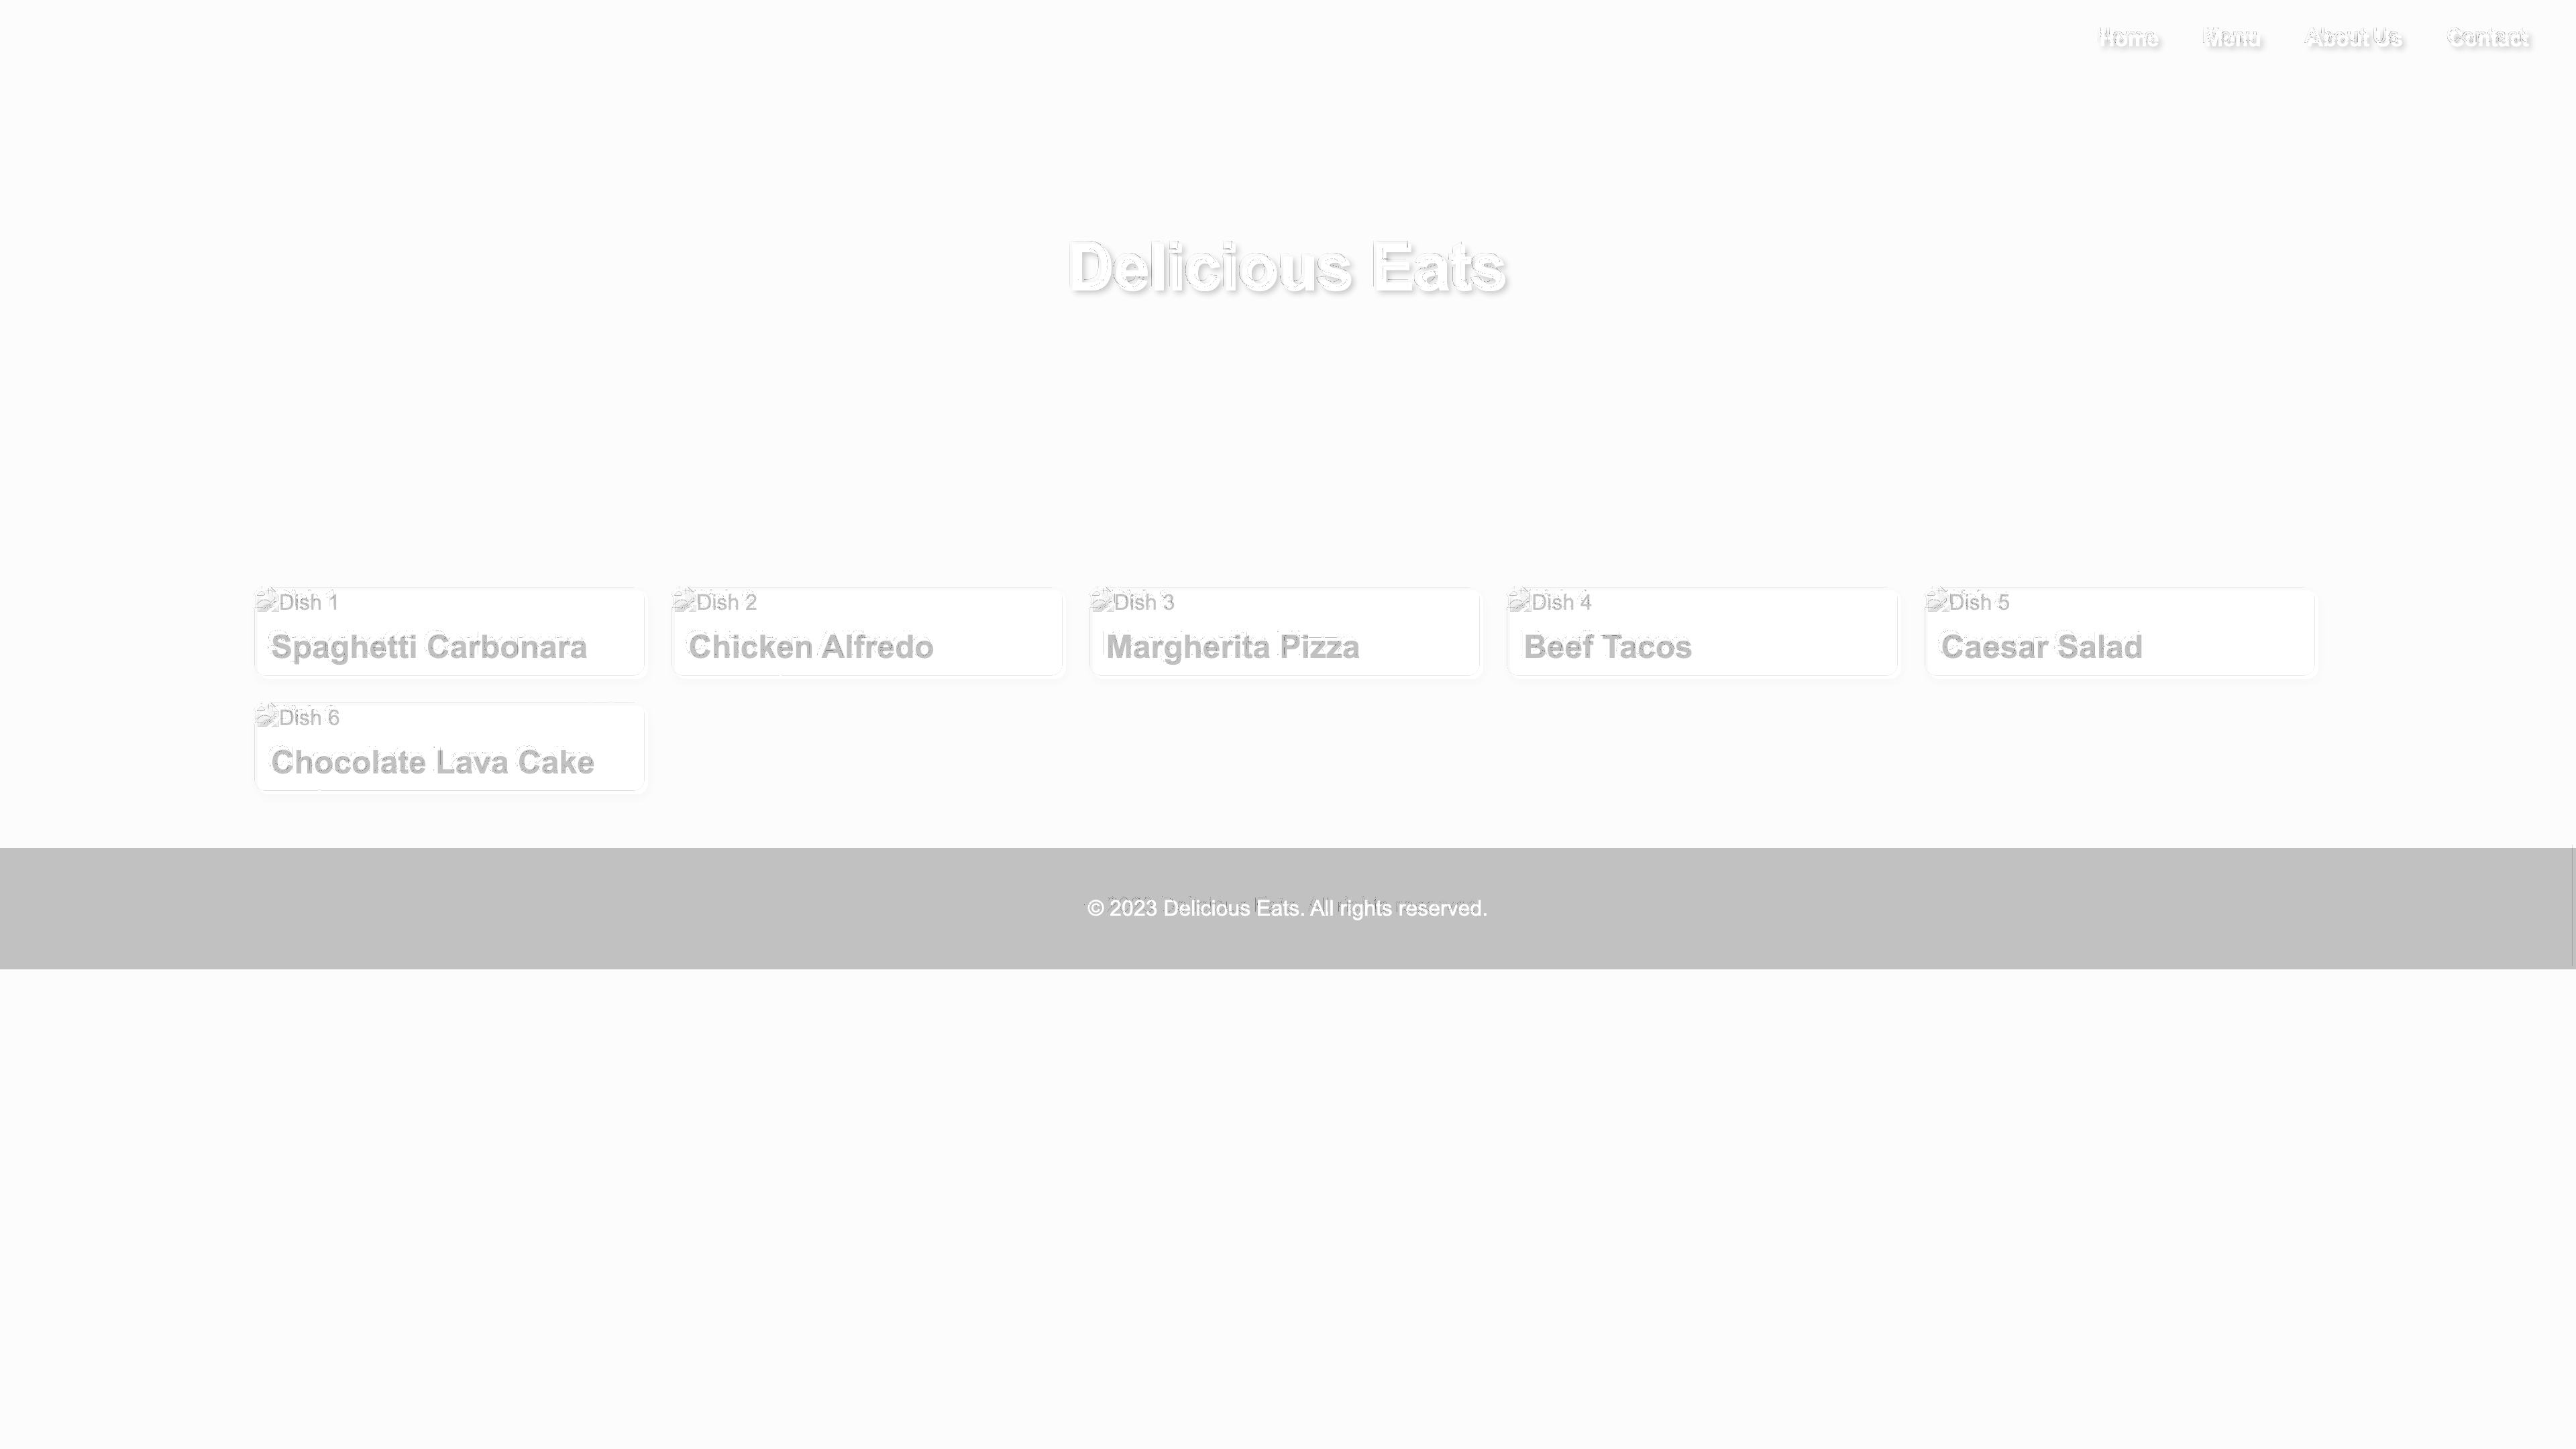 Home Menu About Us Contact
Delicious Eats
Dish 1 Dish 2 Dish 3 Dish 4 Dish 5
Spaghetti Carbonara Chicken Alfredo Margherita Pizza Beef Tacos Caesar Salad
Dish 6
Chocolate Lava Cake
© 2023 Delicious Eats. All rights reserved.